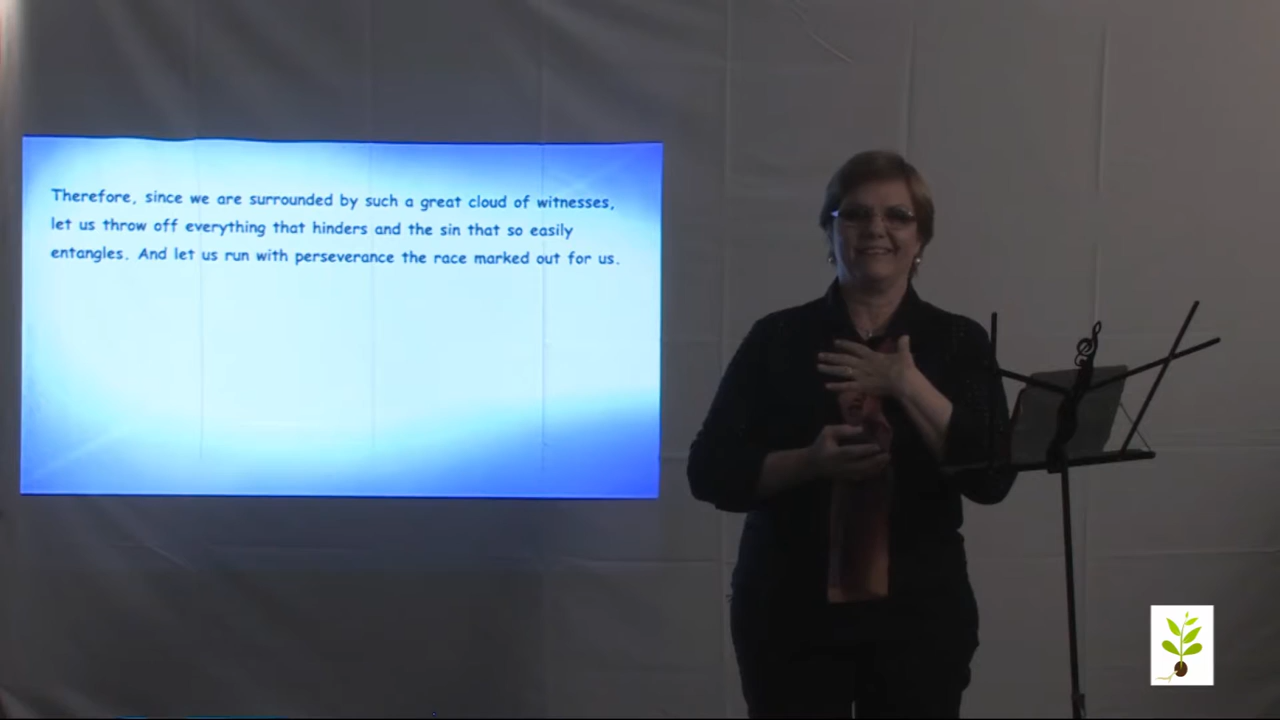 Therefore, since we are surrounded by such a great cloud of witnesses,
let us throw off everything that hinders and the sin that so easily
entangles. And let us run with perseverance the race marked out for us.